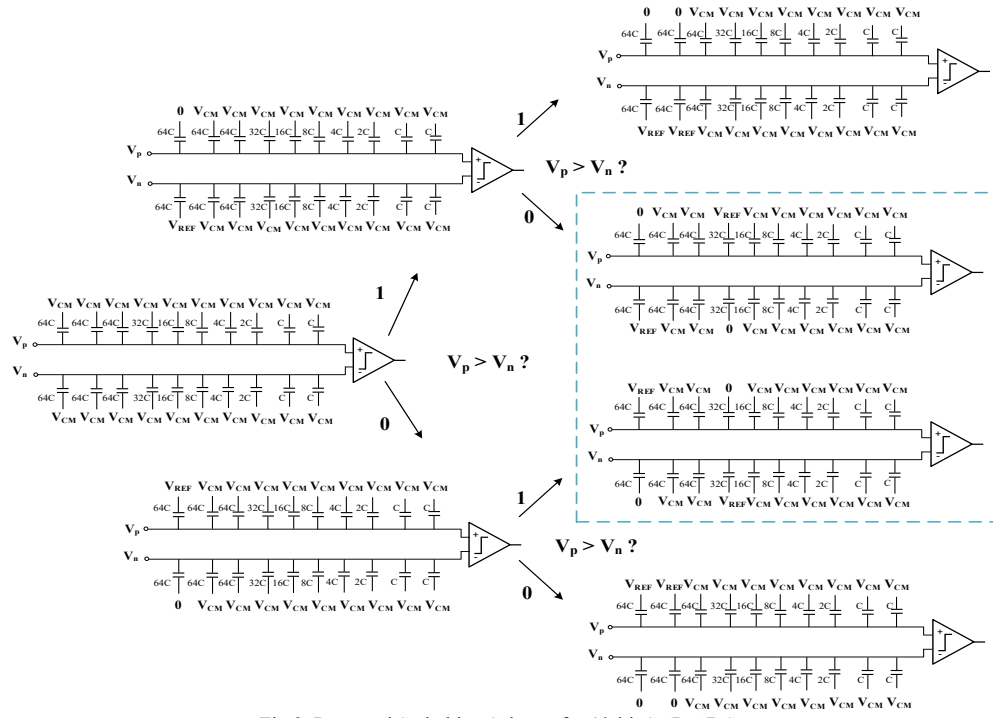 0 0 VCM VCM VCM VCM VCM VCM VCM VCM
64C 64C 64C 32C 16C 8C 4C 2C C C
Vp
+
Vn
-
64C 64C 64C 32C 16C 8C 4C 2C C C
VREF VREF VCM VCM VCM VCM VCM VCM VCM VCM
0 VCM VCM VCM VCM VCM VCM VCM VCM VCM
64C 64C 64C 32C 16C 8C 4C 2C C C
Vp
+
Vn
-
64C 64C 64C 32C 16C 8C 4C 2C C C
VREF VCM VCM VCM VCM VCM VCM VCM VCM VCM
1
Vp > Vn ?
0
0 VCM VCM VREF VCM VCM VCM VCM VCM VCM
64C 64C 64C 32C 16C 8C 4C 2C C C
Vp
+
Vn
-
64C 64C 64C 32C 16C 8C 4C 2C C C
VREF VCM VCM 0 VCM VCM VCM VCM VCM VCM
VCM VCM VCM VCM VCM VCM VCM VCM VCM VCM
64C 64C 64C 32C 16C 8C 4C 2C C C
Vp
+
Vn
-
64C 64C 64C 32C 16C 8C 4C 2C C C
VCM VCM VCM VCM VCM VCM VCM VCM VCM VCM
1
Vp > Vn ?
0
VREF VCM VCM 0 VCM VCM VCM VCM VCM VCM
64C 64C 64C 32C 16C 8C 4C 2C C C
Vp
+
Vn
-
64C 64C 64C 32C 16C 8C 4C 2C C C
0 VCM VCM VREF VCM VCM VCM VCM VCM VCM
VREF VCM VCM VCM VCM VCM VCM VCM VCM VCM
64C 64C 64C 32C 16C 8C 4C 2C C C
Vp
+
Vn
-
64C 64C 64C 32C 16C 8C 4C 2C C C
0 VCM VCM VCM VCM VCM VCM VCM VCM VCM
1
Vp > Vn ?
0
VREF VREF VCM VCM VCM VCM VCM VCM VCM VCM
64C 64C 64C 32C 16C 8C 4C 2C C C
Vp
+
Vn
-
64C 64C 64C 32C 16C 8C 4C 2C C C
0 0 VCM VCM VCM VCM VCM VCM VCM VCM